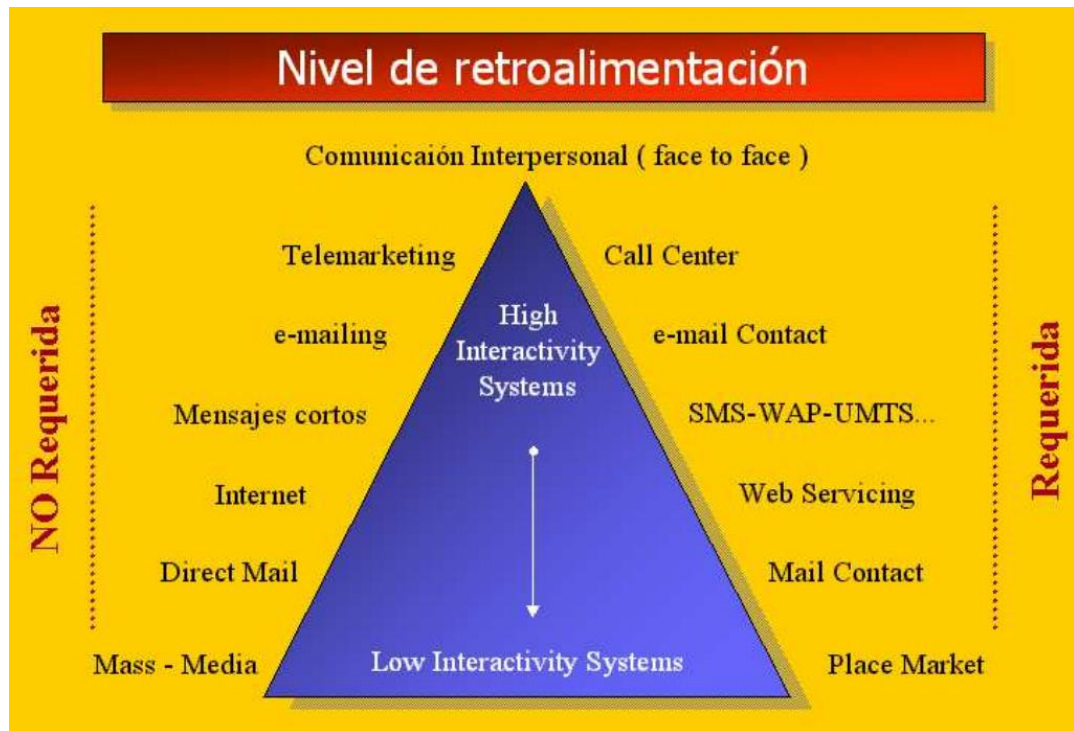 Nivel de retroalimentación
Comunicaión Interpersonal ( face to face )
Telemarketing
Call Center
High
Interactivity
Systems
e-mailing
e-mail Contact
Mensajes cortos
SMS-WAP-UMTS...
Internet
Web Servicing
Direct Mail
Mail Contact
Mass - Media
Low Interactivity Systems
Place Market
NO Requerida
Requerida